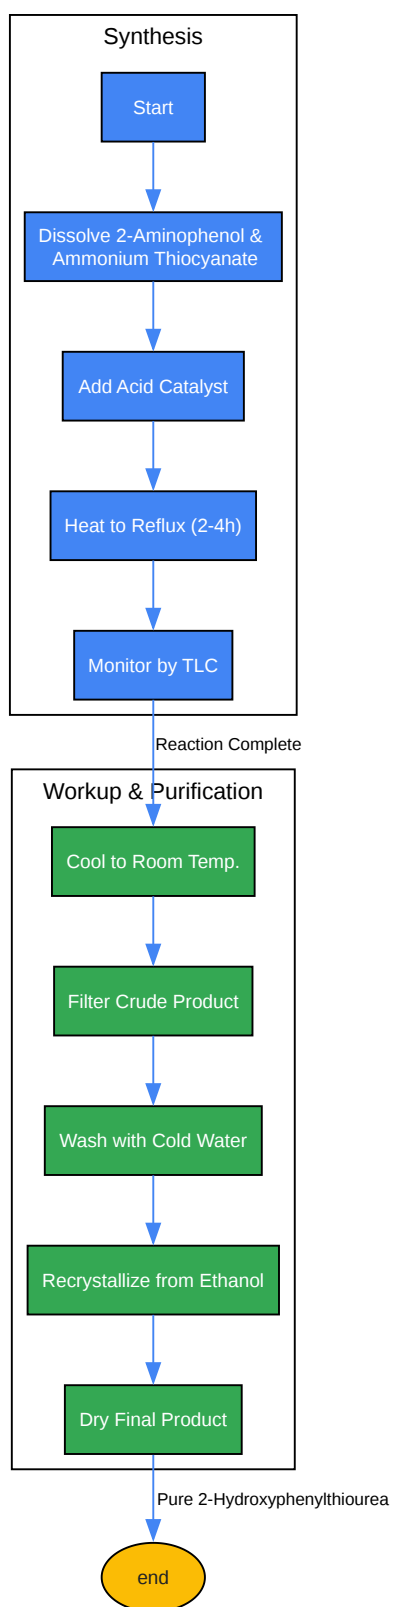 Synthesis
Start
Dissolve 2-Aminophenol &
Ammonium Thiocyanate
Add Acid Catalyst
Heat to Reflux (2-4h)
Monitor by TLC
Reaction Complete
Workup & Purification
Cool to Room Temp.
Filter Crude Product
Wash with Cold Water
Recrystallize from Ethanol
Dry Final Product
Pure 2-Hydroxyphenylthiourea
end